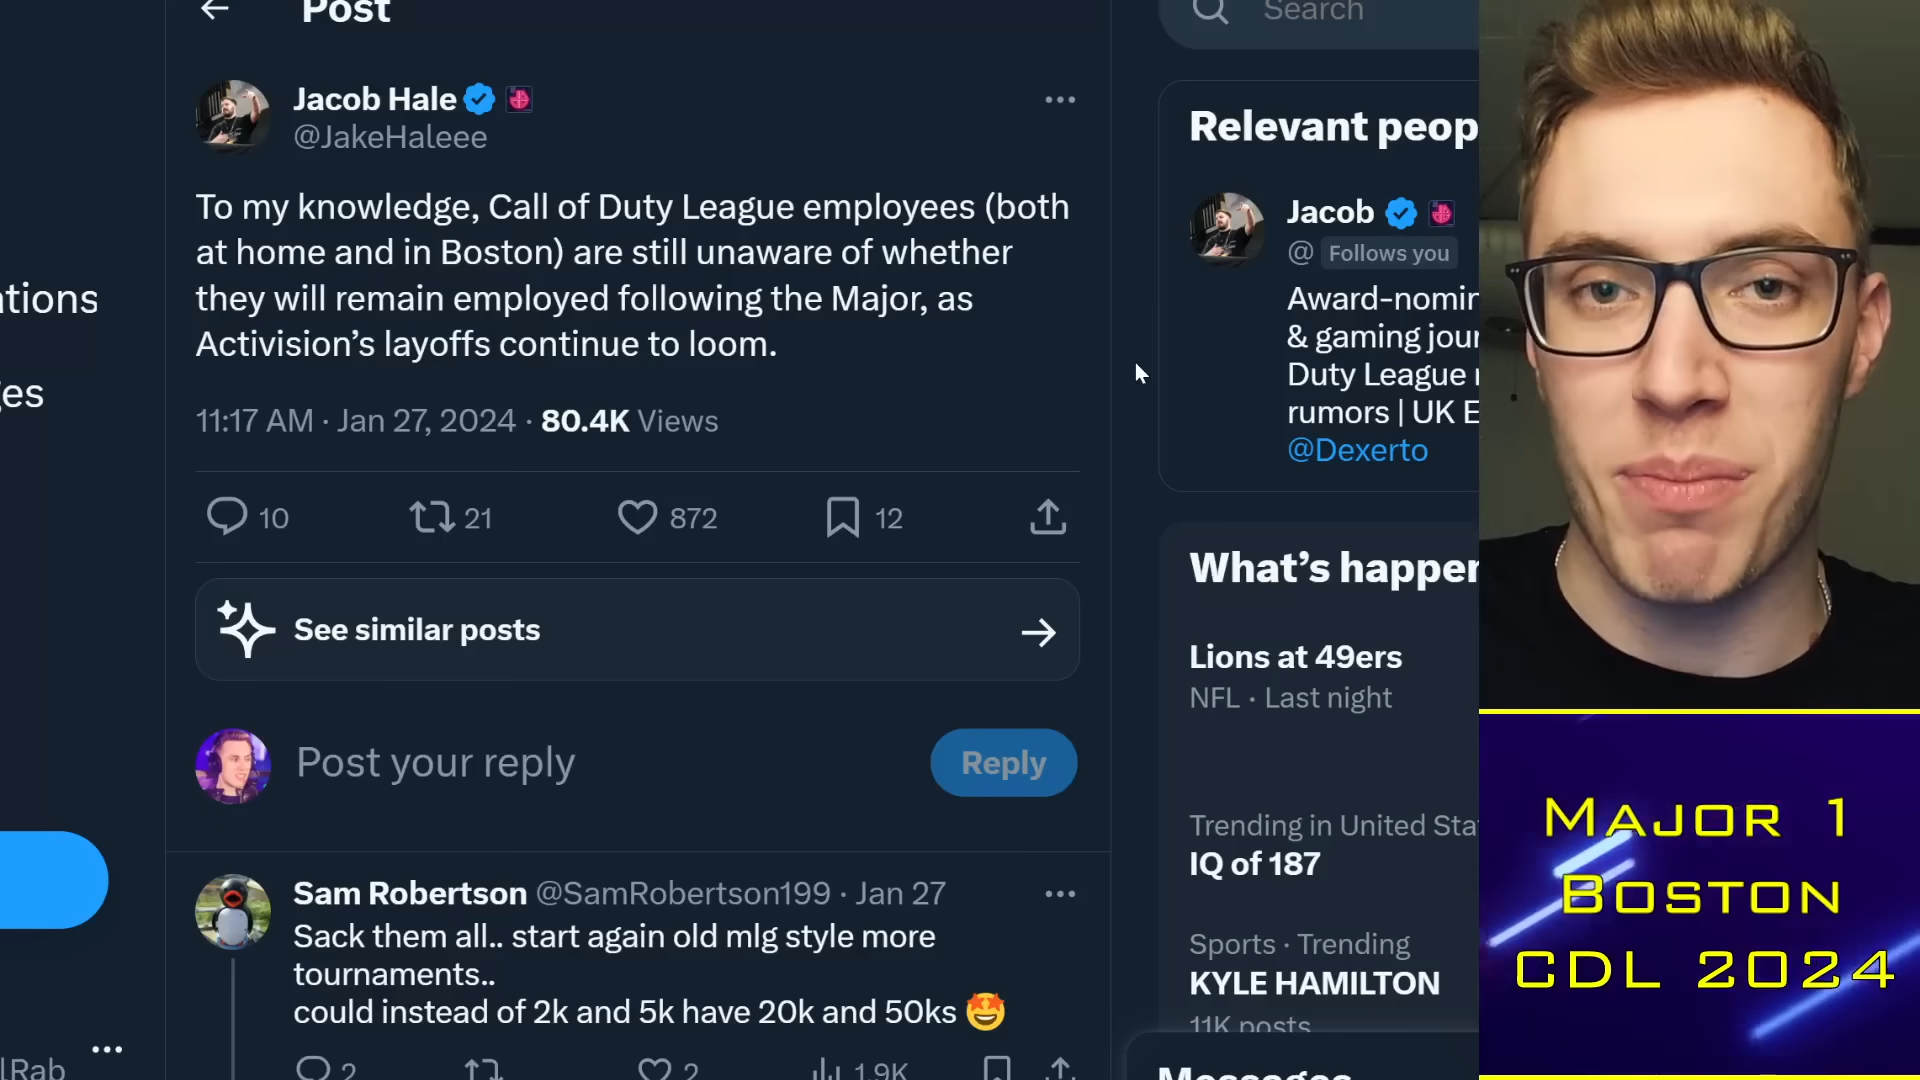 Post
Search
Jacob Hale
@JakeHaleee
To my knowledge, Call of Duty League employees (both
at home and in Boston) are still unaware of whether
they will remain employed following the Major, as
Activision’s layoffs continue to loom.
11:17 AM · Jan 27, 2024 · 80.4K Views
10
21
872
12
See similar posts
Post your reply
Reply
Sam Robertson @SamRobertson199 · Jan 27
Sack them all.. start again old mlg style more
tournaments..
could instead of 2k and 5k have 20k and 50ks 🤩
2
2
1.9K
Relevant peop
Jacob
@ Follows you
Award-nomin
& gaming jour
Duty League r
rumors | UK E
@Dexerto
What’s happen
Lions at 49ers
NFL · Last night
Trending in United Sta
IQ of 187
Sports · Trending
KYLE HAMILTON
11K posts
Messages
ations
ges
lRab
Major 1
Boston
CDL 2024